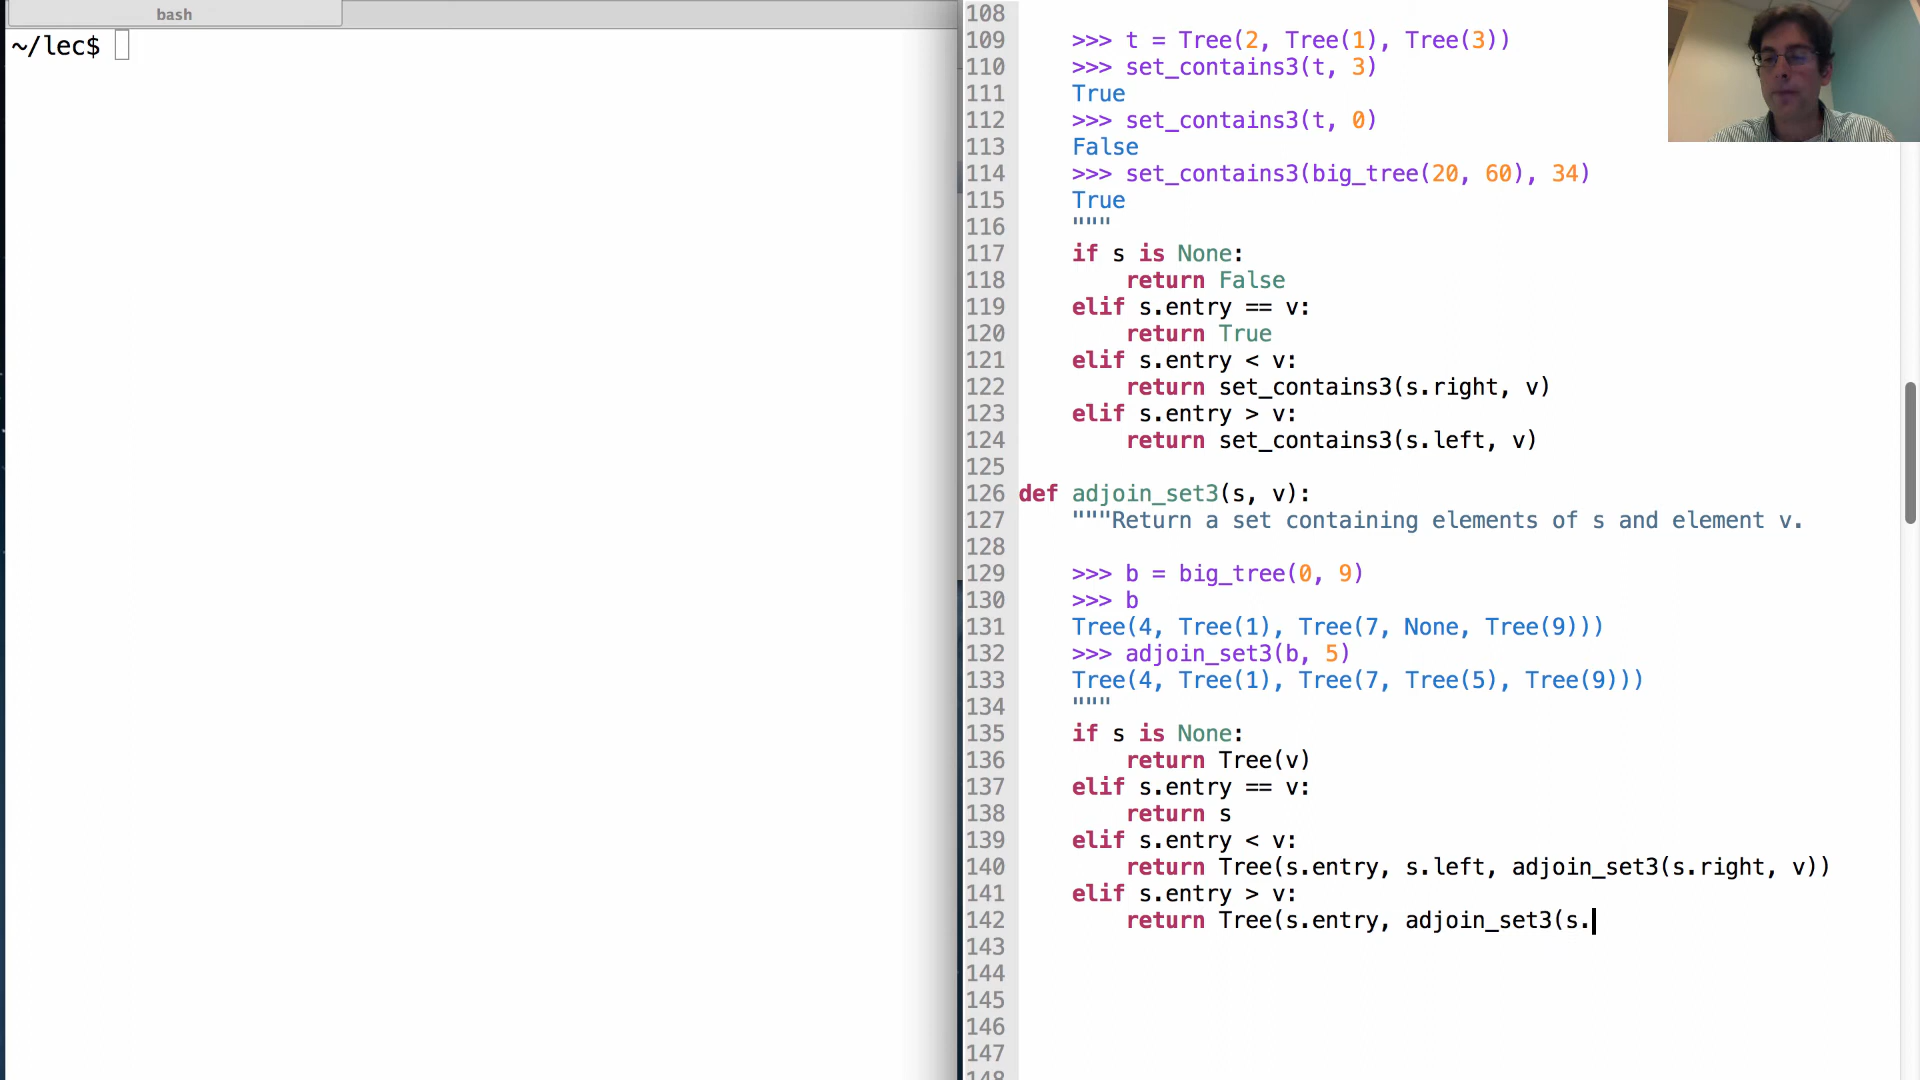 bash
~/lec$
108
109     >>> t = Tree(2, Tree(1), Tree(3))
110     >>> set_contains3(t, 3)
111     True
112     >>> set_contains3(t, 0)
113     False
114     >>> set_contains3(big_tree(20, 60), 34)
115     True
116     """
117     if s is None:
118         return False
119     elif s.entry == v:
120         return True
121     elif s.entry < v:
122         return set_contains3(s.right, v)
123     elif s.entry > v:
124         return set_contains3(s.left, v)
125
126 def adjoin_set3(s, v):
127     """Return a set containing elements of s and element v.
128
129     >>> b = big_tree(0, 9)
130     >>> b
131     Tree(4, Tree(1), Tree(7, None, Tree(9)))
132     >>> adjoin_set3(b, 5)
133     Tree(4, Tree(1), Tree(7, Tree(5), Tree(9)))
134     """
135     if s is None:
136         return Tree(v)
137     elif s.entry == v:
138         return s
139     elif s.entry < v:
140         return Tree(s.entry, s.left, adjoin_set3(s.right, v))
141     elif s.entry > v:
142         return Tree(s.entry, adjoin_set3(s.
143
144
145
146
147
148